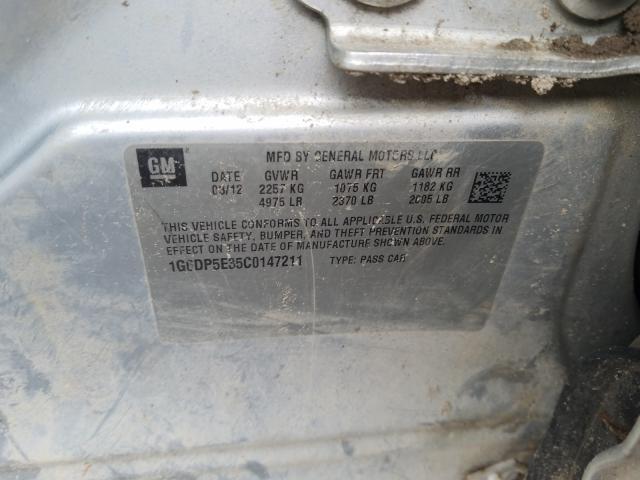 GM
MFD BY GENERAL MOTORS LLC
DATE GVWR GAWR FRT GAWR RR
03/12 2257 KG 1075 KG 1182 KG
4975 LB 2370 LB 2605 LB
THIS VEHICLE CONFORMS TO ALL APPLICABLE U.S. FEDERAL MOTOR
VEHICLE SAFETY, BUMPER, AND THEFT PREVENTION STANDARDS IN
EFFECT ON THE DATE OF MANUFACTURE SHOWN ABOVE.
1G6DP5E35C0147211 TYPE: PASS CAR